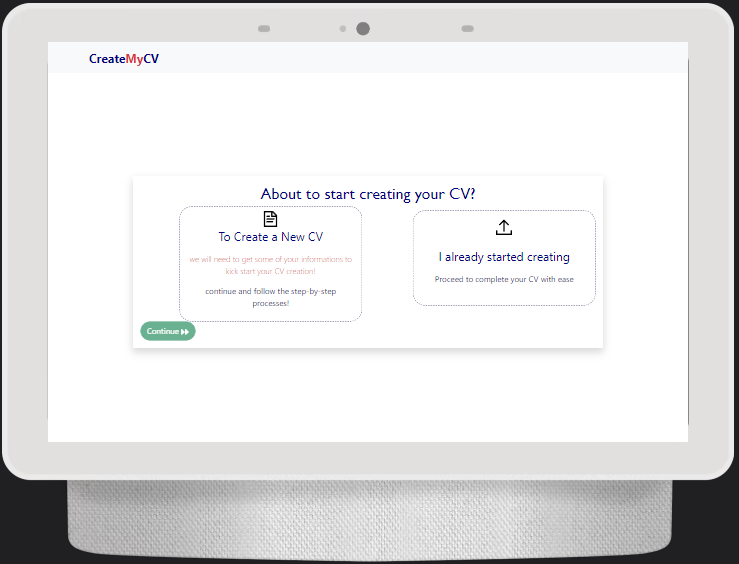 CreateMyCV
About to start creating your CV?
To Create a New CV
we will need to get some of your informations to
kick start your CV creation!
continue and follow the step-by-step
processes!
I already started creating
Proceed to complete your CV with ease
Continue